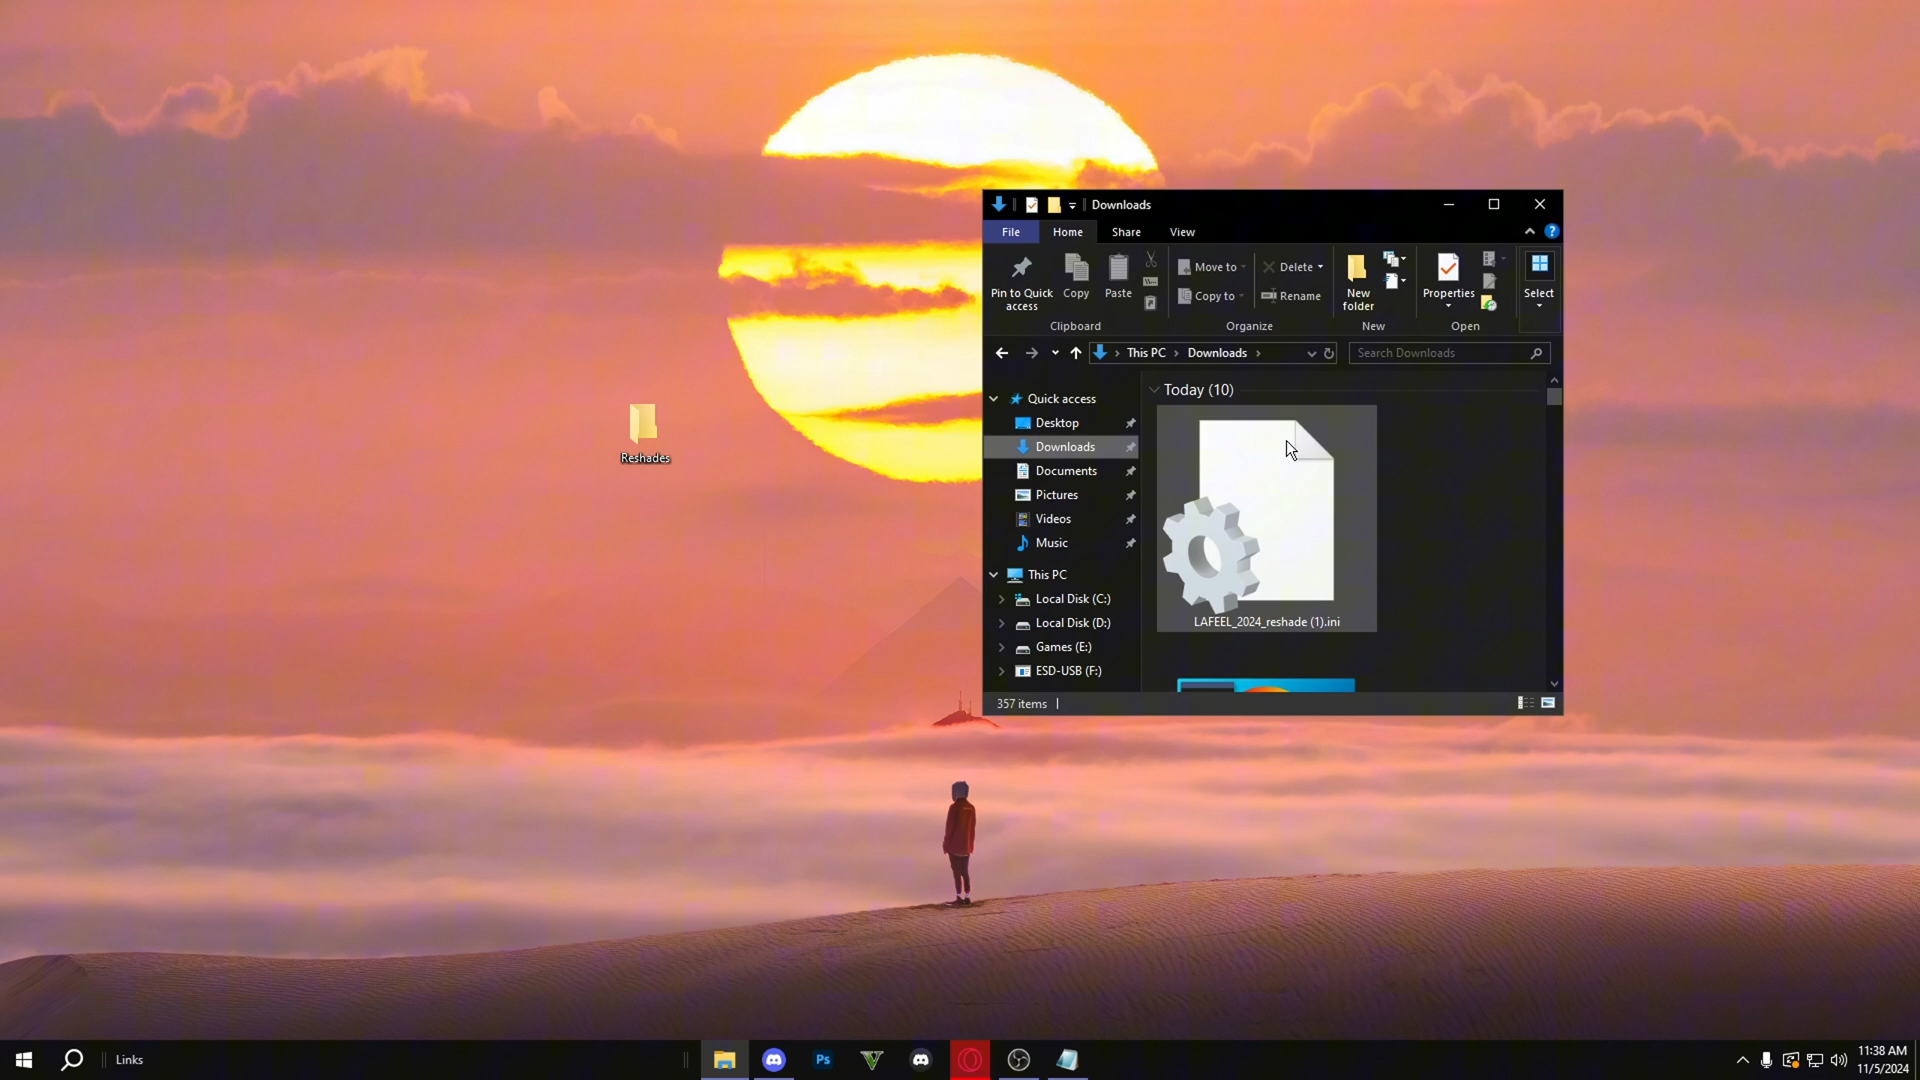 Downloads
File
Home
Share
View
Pin to Quick access
Copy
Paste
Move to
Copy to
Delete
Rename
New folder
Properties
Select
Clipboard
Organize
New
Open
This PC
Downloads
Search Downloads
Quick access
Desktop
Downloads
Documents
Pictures
Videos
Music
This PC
Local Disk (C:)
Local Disk (D:)
Games (E:)
ESD-USB (F:)
Today (10)
LAFEEL_2024_reshade (1).ini
357 items
Reshades
Links
Ps
11:38 AM
11/5/2024